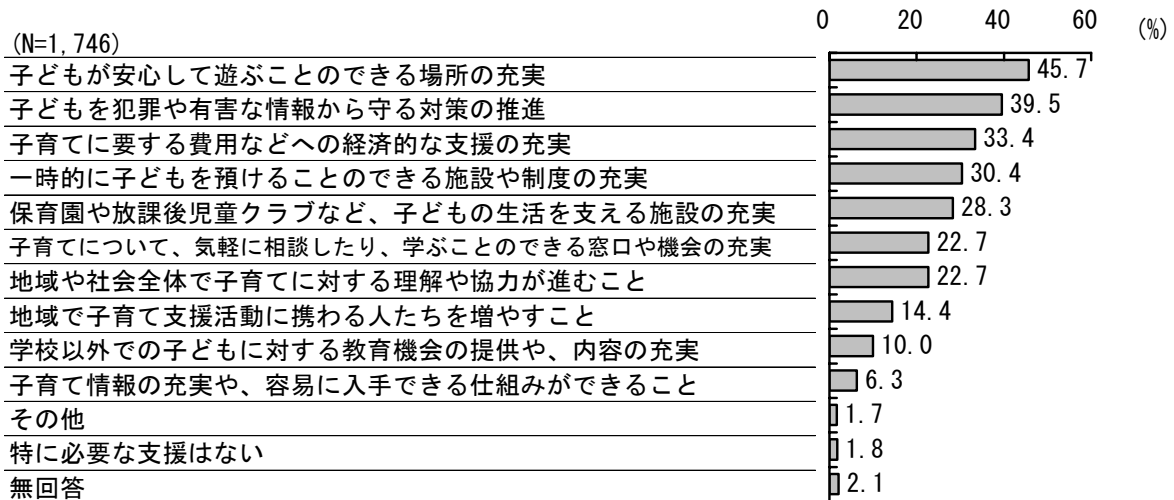 0 20 40 60 (%)
(N=1,746)
子どもが安心して遊ぶことのできる場所の充実 45.7
子どもを犯罪や有害な情報から守る対策の推進 39.5
子育てに要する費用などへの経済的な支援の充実 33.4
一時的に子どもを預けることのできる施設や制度の充実 30.4
保育園や放課後児童クラブなど、子どもの生活を支える施設の充実 28.3
子育てについて、気軽に相談したり、学ぶことのできる窓口や機会の充実 22.7
地域や社会全体で子育てに対する理解や協力が進むこと 22.7
地域で子育て支援活動に携わる人たちを増やすこと 14.4
学校以外での子どもに対する教育機会の提供や、内容の充実 10.0
子育て情報の充実や、容易に入手できる仕組みができること 6.3
その他 1.7
特に必要な支援はない 1.8
無回答 2.1